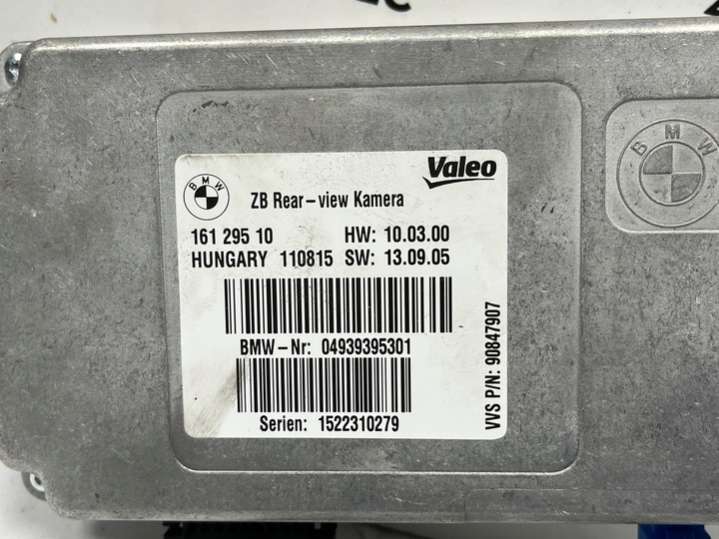 BMW
Valeo
ZB Rear-view Kamera
161 295 10 HW: 10.03.00
HUNGARY 110815 SW: 13.09.05
BMW-Nr: 04939395301
Serien: 1522310279
VVS P/N: 90847907
BMW